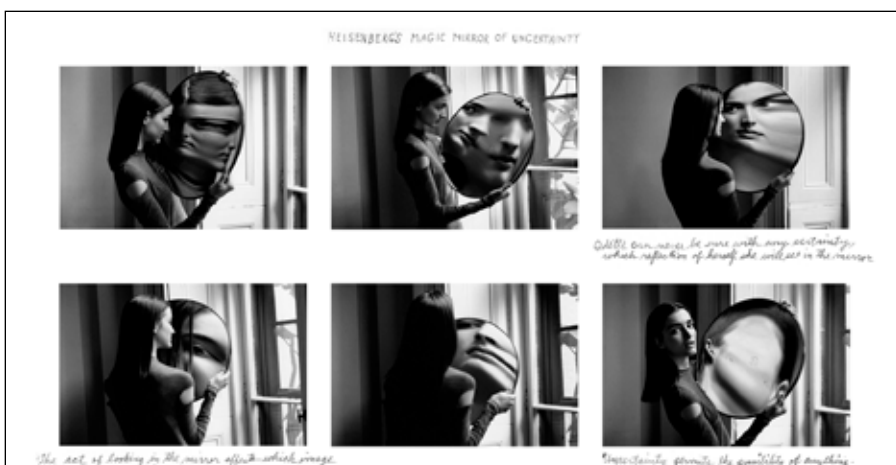 HEISENBERG'S MAGIC MIRROR OF UNCERTAINTY
Odette can never be sure with any certainty
which reflection of herself she will see in the mirror
The act of looking in the mirror affects which image
Uncertainty permits the possibility of anything.